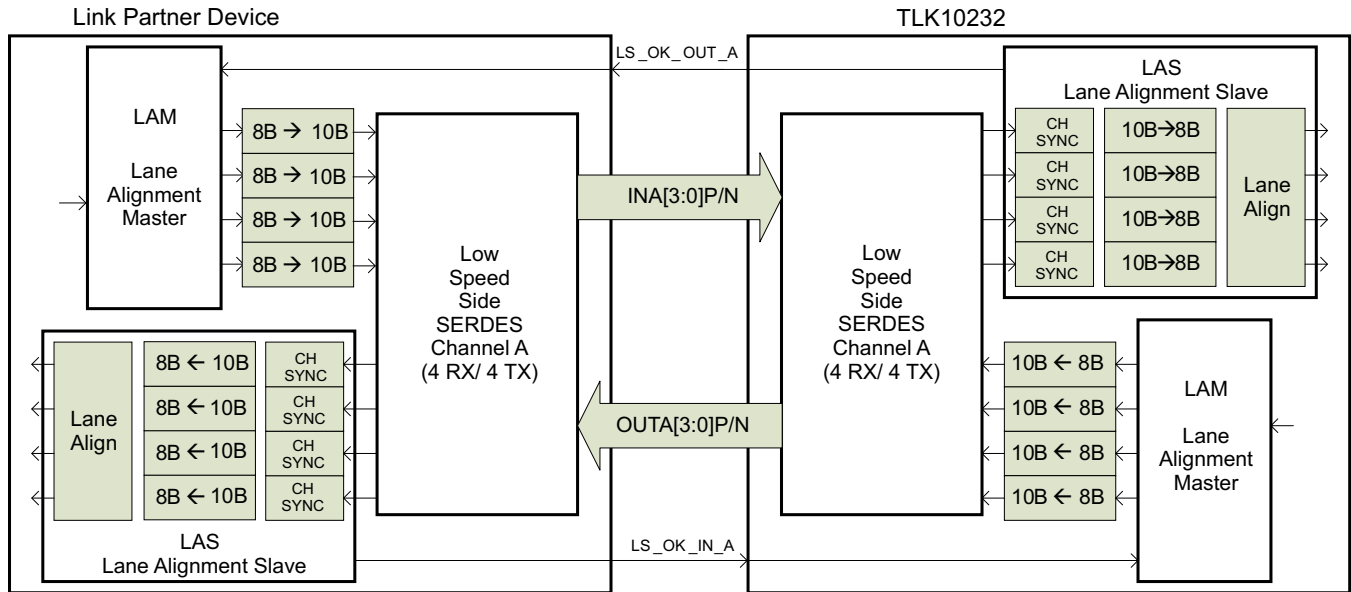 Link Partner Device
TLK10232
LS_OK_OUT_A
LAM
Lane
Alignment
Master
8B → 10B
8B → 10B
8B → 10B
8B → 10B
Low
Speed
Side
SERDES
Channel A
(4 RX/ 4 TX)
INA[3:0]P/N
OUTA[3:0]P/N
Low
Speed
Side
SERDES
Channel A
(4 RX/ 4 TX)
LAS
Lane Alignment Slave
CH
SYNC
CH
SYNC
CH
SYNC
CH
SYNC
10B→8B
10B→8B
10B→8B
10B→8B
Lane
Align
Lane
Align
8B ← 10B
8B ← 10B
8B ← 10B
8B ← 10B
CH
SYNC
CH
SYNC
CH
SYNC
CH
SYNC
LAS
Lane Alignment Slave
10B ← 8B
10B ← 8B
10B ← 8B
10B ← 8B
LAM
Lane
Alignment
Master
LS_OK_IN_A